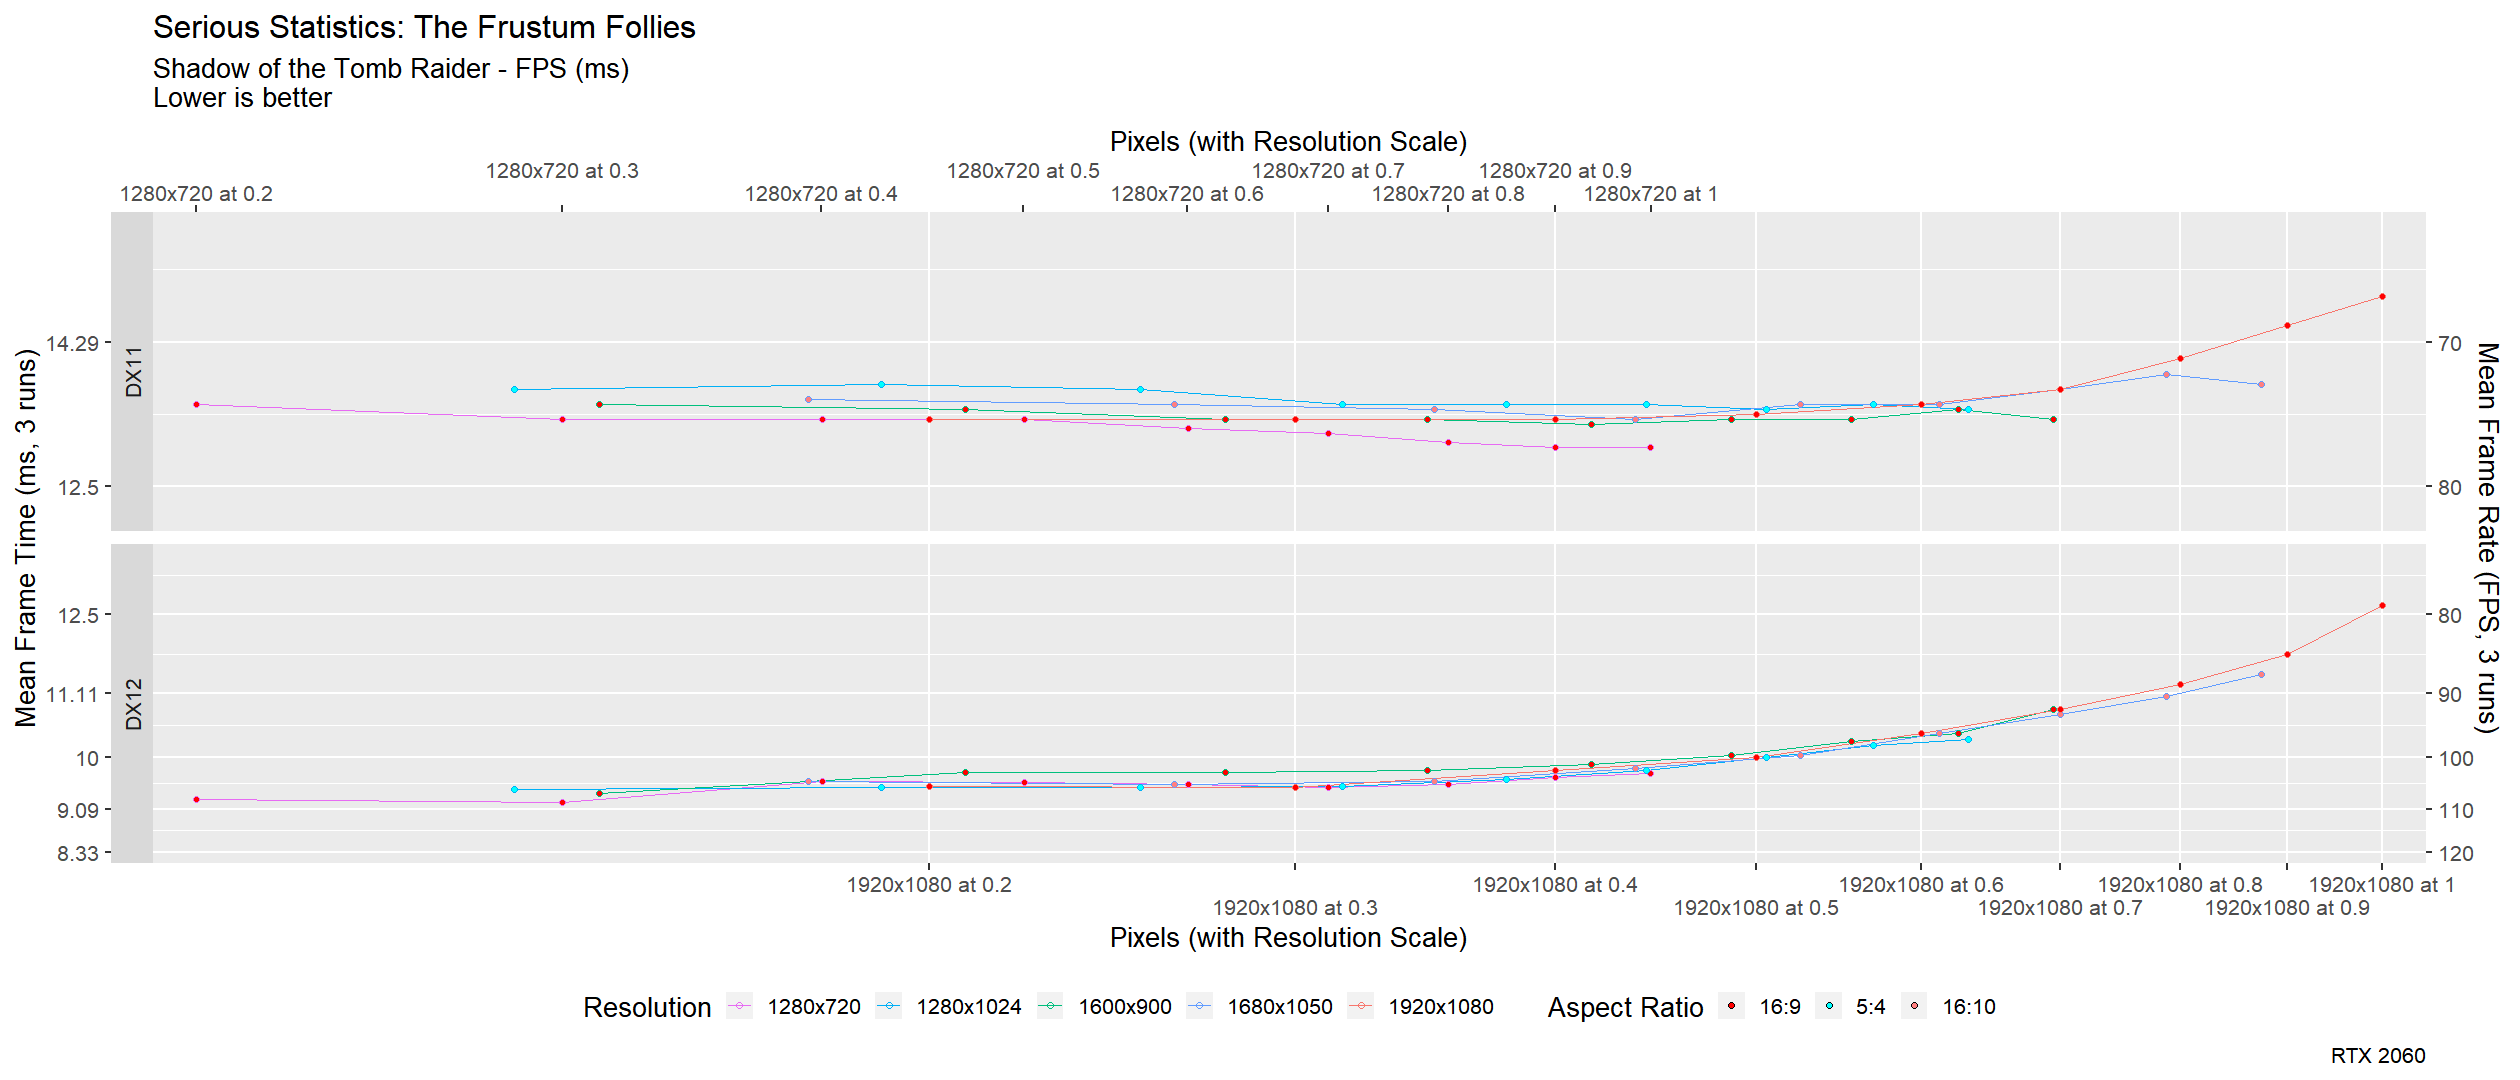 Serious Statistics: The Frustum Follies
Shadow of the Tomb Raider - FPS (ms)
Lower is better
Pixels (with Resolution Scale)
1280x720 at 0.3 1280x720 at 0.5 1280x720 at 0.7 1280x720 at 0.9
1280x720 at 0.2 1280x720 at 0.4 1280x720 at 0.6 1280x720 at 0.8 1280x720 at 1
Mean Frame Time (ms, 3 runs)
DX11
14.29
12.5
70
80
DX12
12.5
11.11
10
9.09
8.33
80
90
100
110
120
Mean Frame Rate (FPS, 3 runs)
1920x1080 at 0.2 1920x1080 at 0.4 1920x1080 at 0.6 1920x1080 at 0.8 1920x1080 at 1
1920x1080 at 0.3 1920x1080 at 0.5 1920x1080 at 0.7 1920x1080 at 0.9
Pixels (with Resolution Scale)
Resolution 1280x720 1280x1024 1600x900 1680x1050 1920x1080 Aspect Ratio 16:9 5:4 16:10
RTX 2060